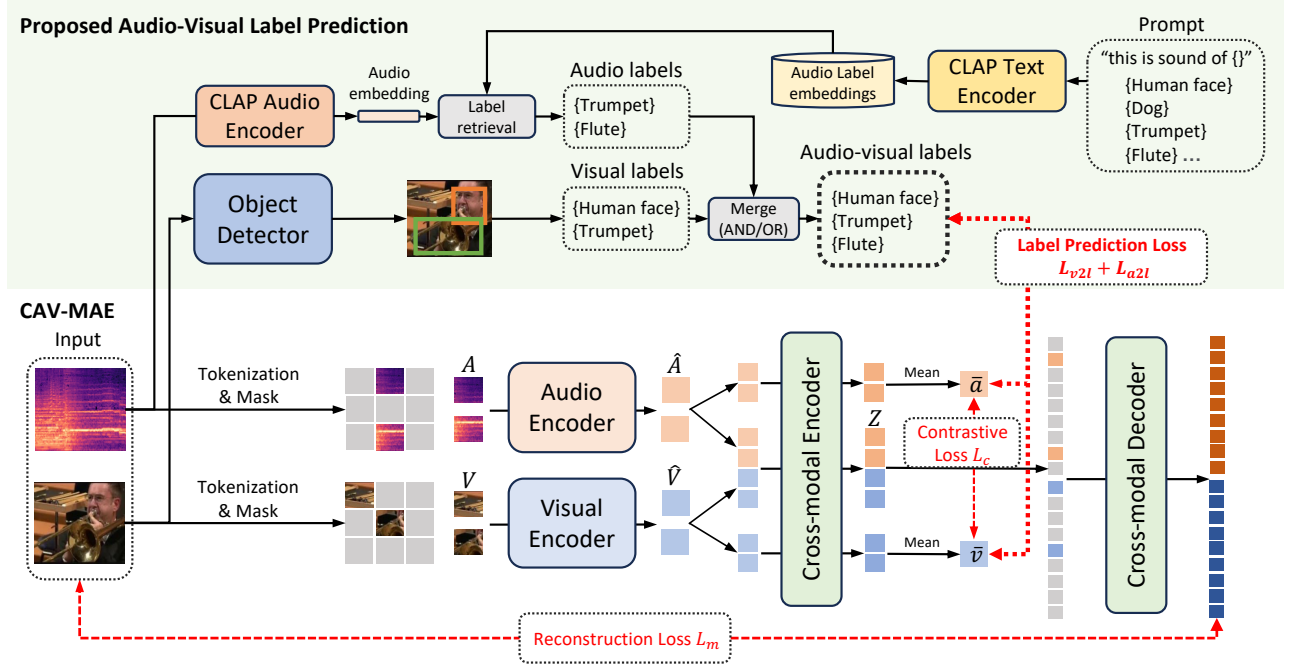 Proposed Audio-Visual Label Prediction
Prompt
"this is sound of {}"
{Human face}
{Dog}
{Trumpet}
{Flute} ...
CLAP Text
Encoder
Audio Label
embeddings
CLAP Audio
Encoder
Audio
embedding
Label
retrieval
Audio labels
{Trumpet}
{Flute}
Object
Detector
Visual labels
{Human face}
{Trumpet}
Merge
(AND/OR)
Audio-visual labels
{Human face}
{Trumpet}
{Flute}
Label Prediction Loss
L_{v2l} + L_{a2l}
CAV-MAE
Input
Tokenization
& Mask
A
Audio
Encoder
Â
Cross-modal Encoder
Mean
ā
Z
Contrastive
Loss L_c
Tokenization
& Mask
V
Visual
Encoder
V̂
Mean
v̄
Cross-modal Decoder
Reconstruction Loss L_m